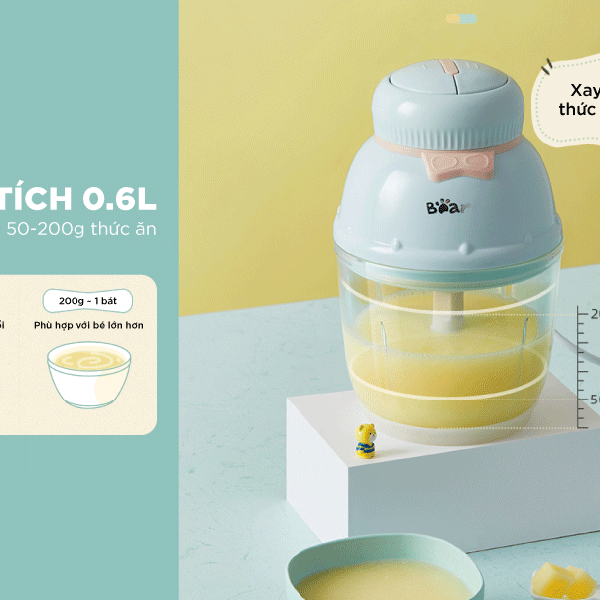 TÍCH 0.6L
50-200g thức ăn
200g ~ 1 bát
Phù hợp với bé lớn hơn
Bear
Xay
thức
20
50